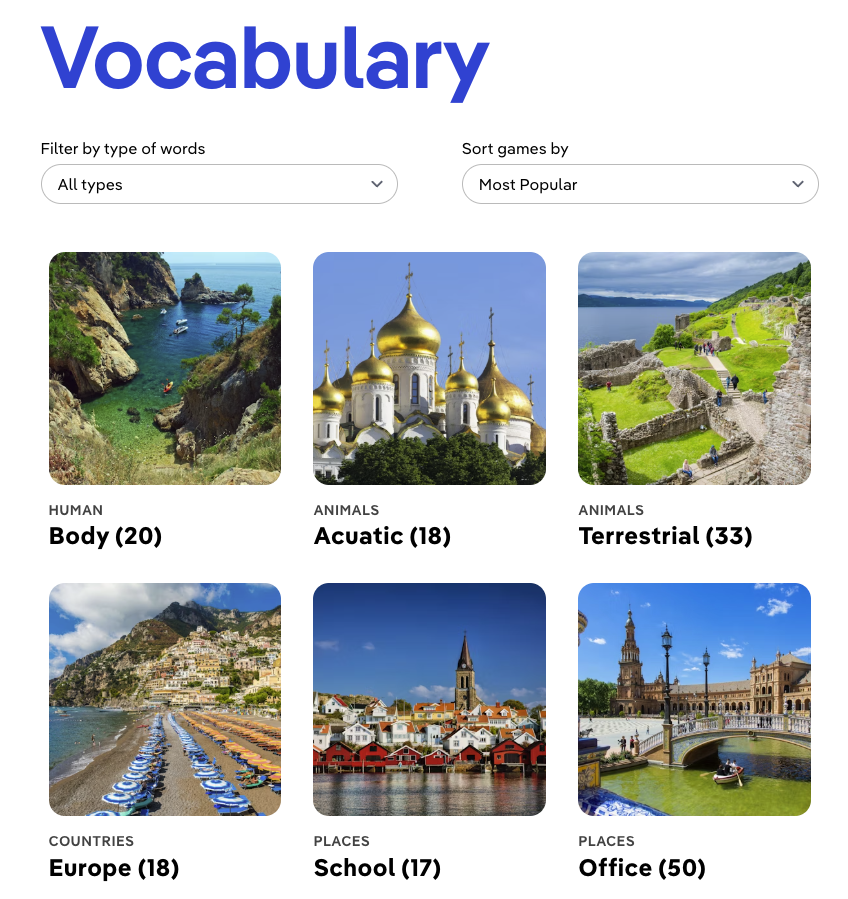 Vocabulary
Filter by type of words
Sort games by
All types
Most Popular
HUMAN
Body (20)
ANIMALS
Acuatic (18)
ANIMALS
Terrestrial (33)
COUNTRIES
Europe (18)
PLACES
School (17)
PLACES
Office (50)